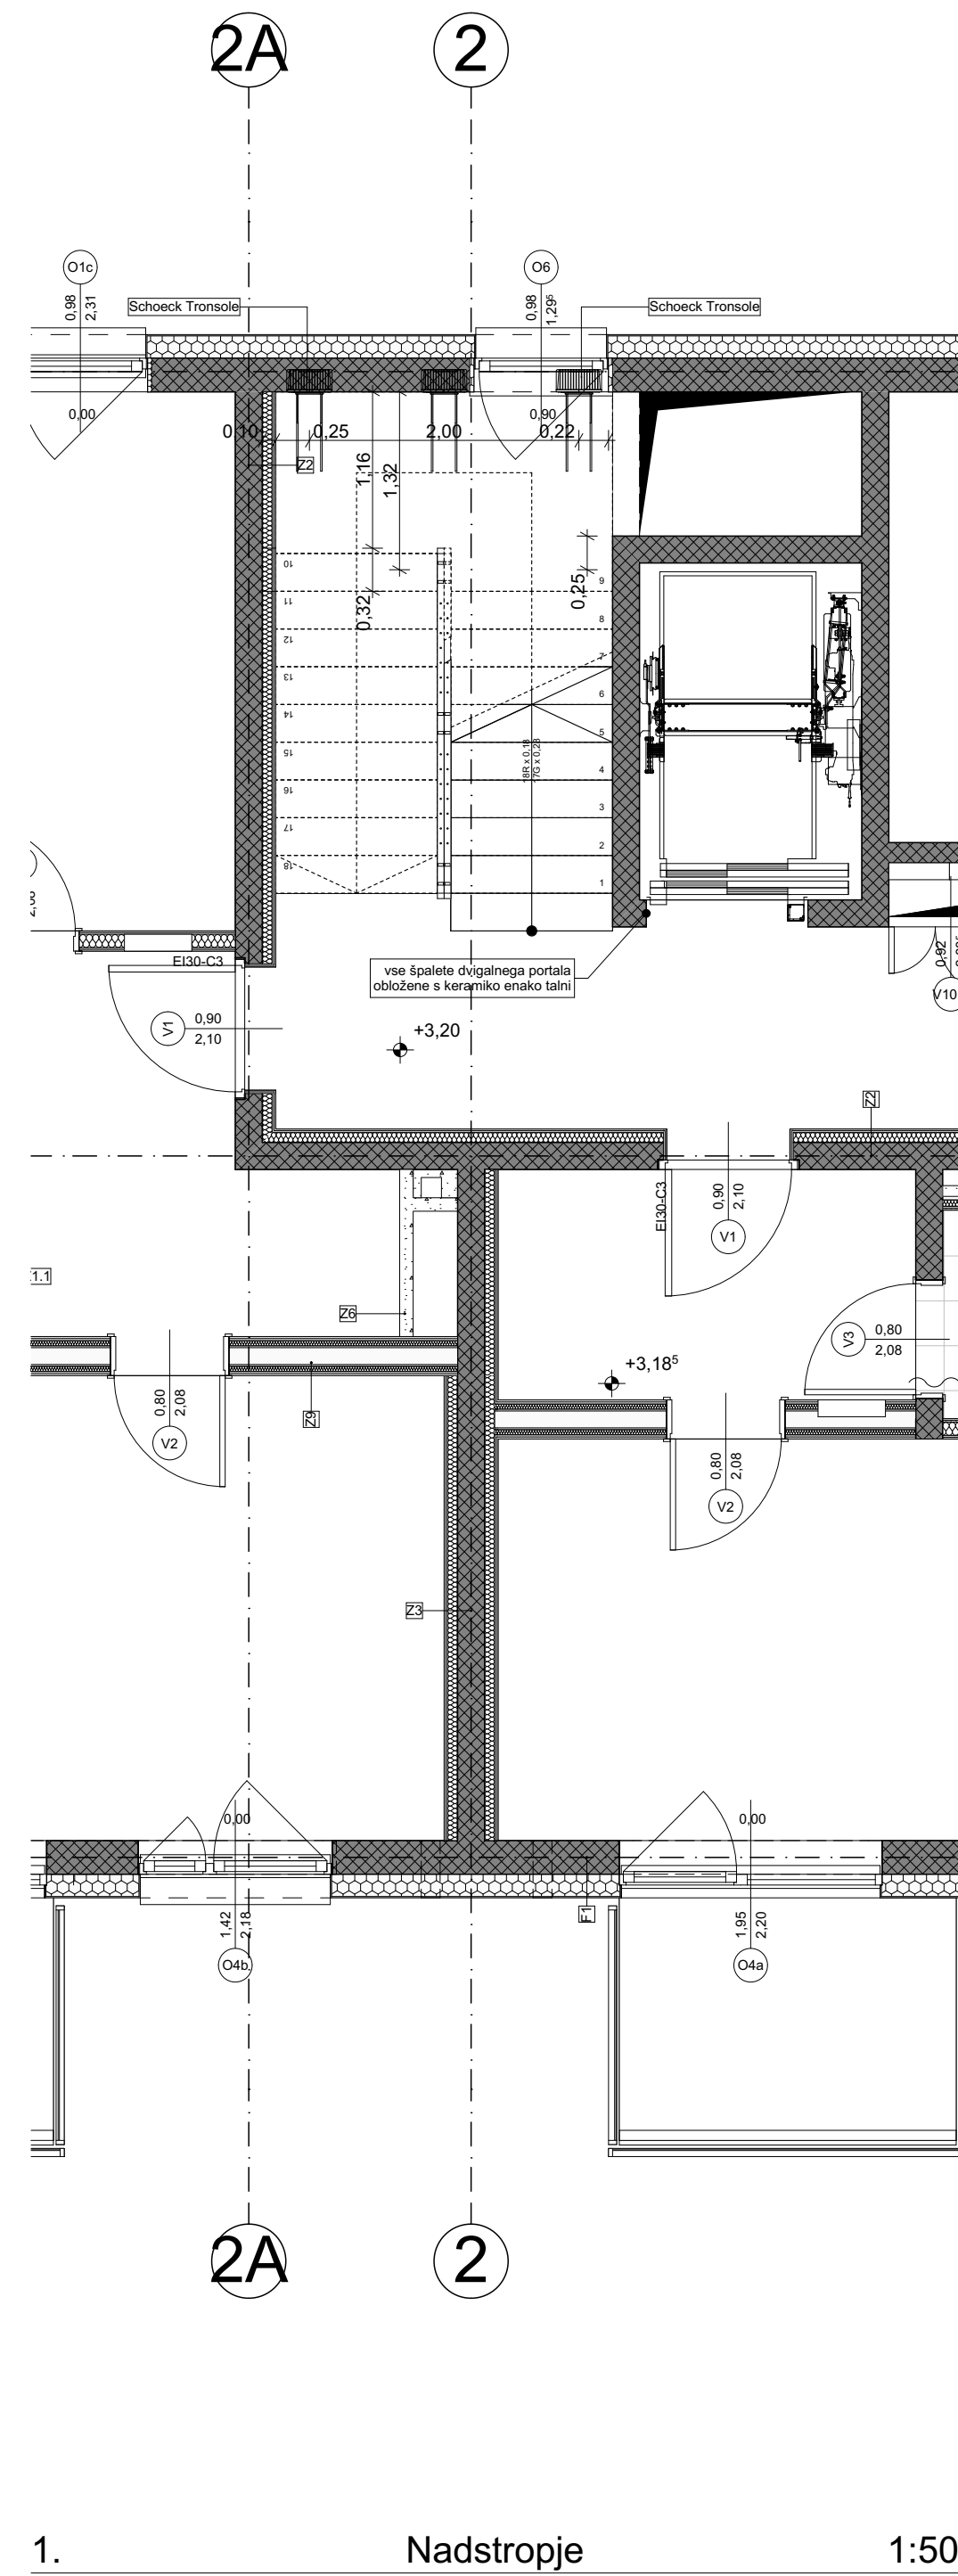 2A
2
O1c
0,98
2,31
Schoeck Tronsole
O6
0,98
1,29⁵
Schoeck Tronsole
0,00
0,90
0,10
0,25
2,00
0,22
Z2
1,16
1,32
0,32
0,25
10
11
12
13
14
15
16
17
18
9
8
7
6
5
4
3
2
1
18R x 0,18
17G x 0,28
EI30-C3
vse špalete dvigalnega portala
obložene s keramiko enako talni
0,92
V10
V1
0,90
2,10
+3,20
Z2
EI30-C3
0,90
2,10
V1
1.1
Z6
V3
0,80
2,08
+3,18⁵
0,80
2,08
V2
Z9
0,80
2,08
V2
Z3
0,00
0,00
1,42
2,18
O4b
F1
1,95
2,20
O4a
2A
2
1.
Nadstropje
1:50